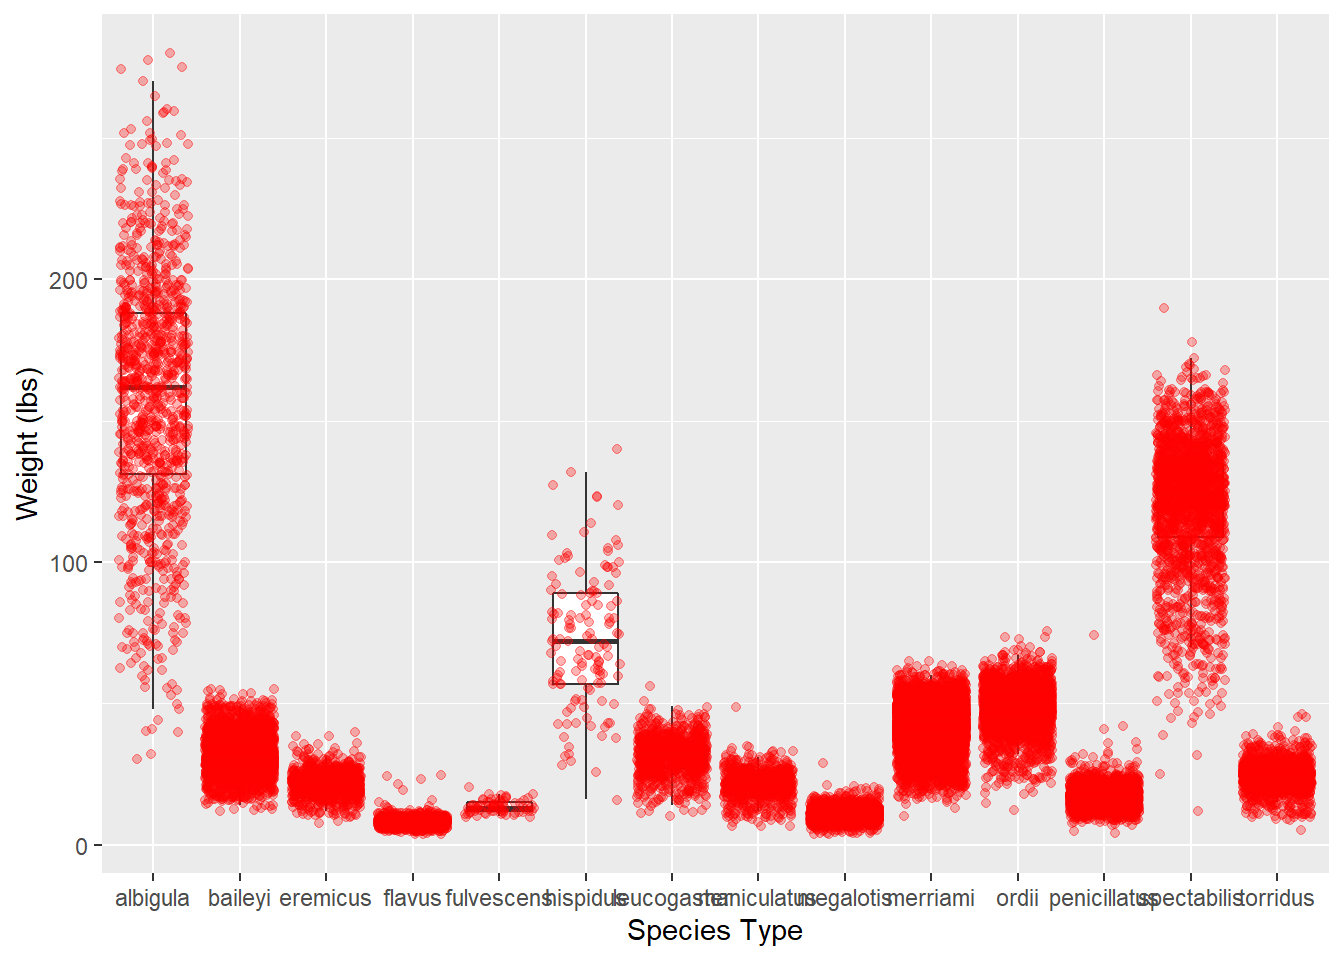 Weight (lbs)
200
100
0
albigula baileyi eremicus flavus fulvescens hispidus leucogaster maniculatus megalotis merriami ordii penicillatus spectabilis torridus
Species Type